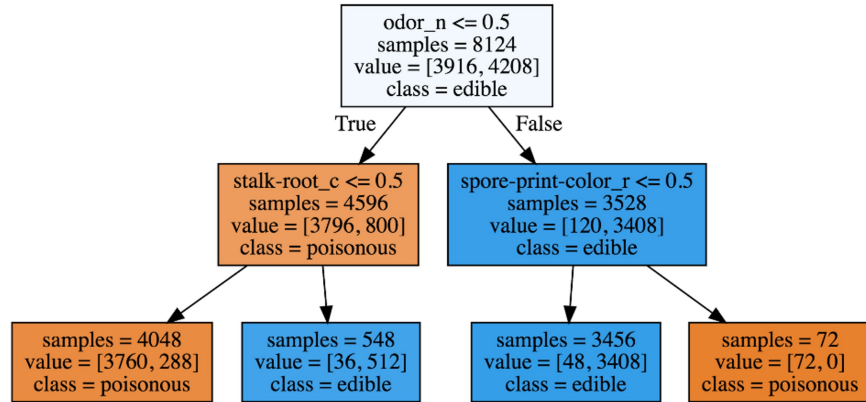 odor_n <= 0.5
samples = 8124
value = [3916, 4208]
class = edible
True
False
stalk-root_c <= 0.5
samples = 4596
value = [3796, 800]
class = poisonous
spore-print-color_r <= 0.5
samples = 3528
value = [120, 3408]
class = edible
samples = 4048
value = [3760, 288]
class = poisonous
samples = 548
value = [36, 512]
class = edible
samples = 3456
value = [48, 3408]
class = edible
samples = 72
value = [72, 0]
class = poisonous